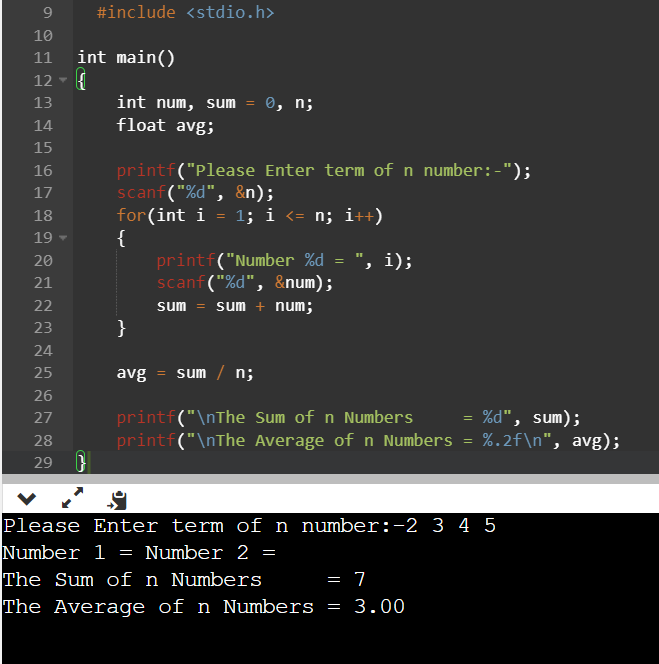 9 #include <stdio.h>
10
11 int main()
12 {
13 int num, sum = 0, n;
14 float avg;
15
16 printf("Please Enter term of n number:-");
17 scanf("%d", &n);
18 for(int i = 1; i <= n; i++)
19 {
20 printf("Number %d = ", i);
21 scanf("%d", &num);
22 sum = sum + num;
23 }
24
25 avg = sum / n;
26
27 printf("\nThe Sum of n Numbers     = %d", sum);
28 printf("\nThe Average of n Numbers = %.2f\n", avg);
29 }
Please Enter term of n number:-2 3 4 5
Number 1 = Number 2 =
The Sum of n Numbers     = 7
The Average of n Numbers = 3.00